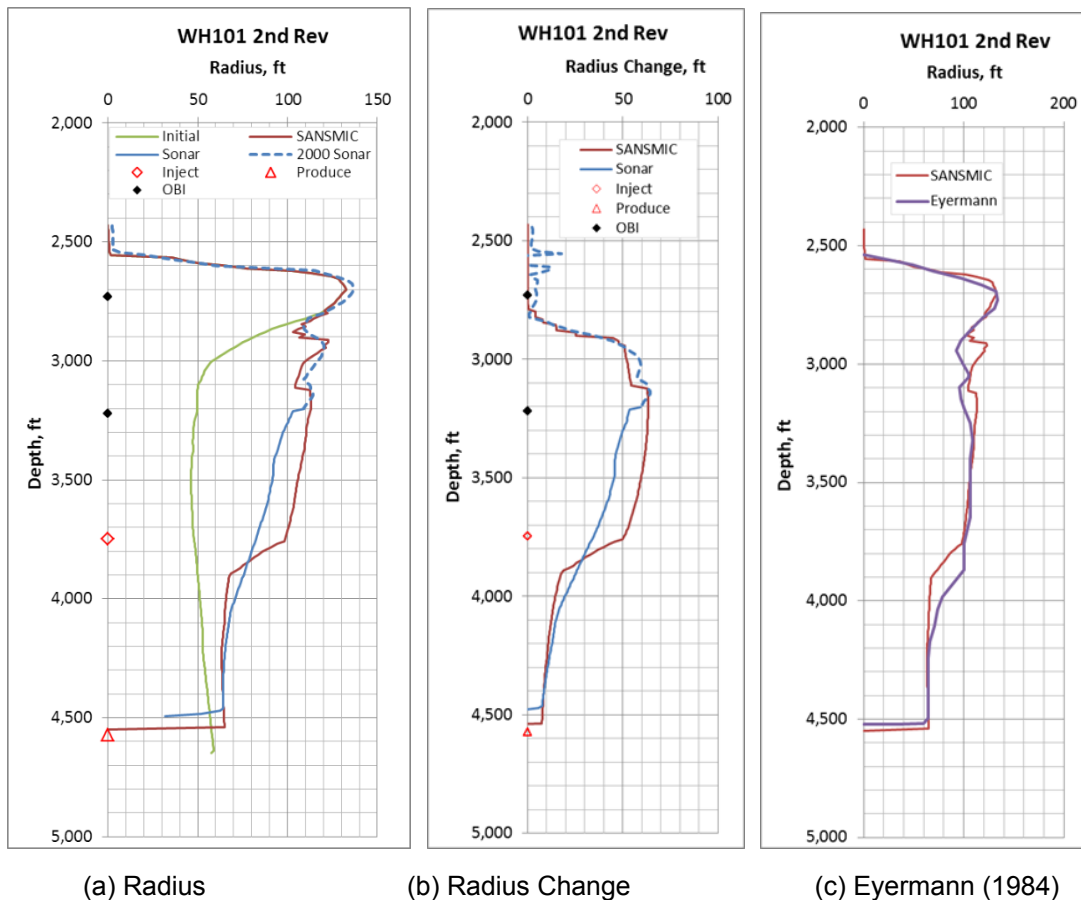 WH101 2nd Rev
Radius, ft
0 50 100 150
2,000
2,500
3,000
3,500
4,000
4,500
5,000
Depth, ft
Initial SANSMIC
Sonar 2000 Sonar
Inject Produce
OBI
(a) Radius
WH101 2nd Rev
Radius Change, ft
0 50 100
2,000
2,500
3,000
3,500
4,000
4,500
5,000
Depth, ft
SANSMIC
Sonar
Inject
Produce
OBI
(b) Radius Change
WH101 2nd Rev
Radius, ft
0 100 200
2,000
2,500
3,000
3,500
4,000
4,500
5,000
Depth, ft
SANSMIC
Eyermann
(c) Eyermann (1984)